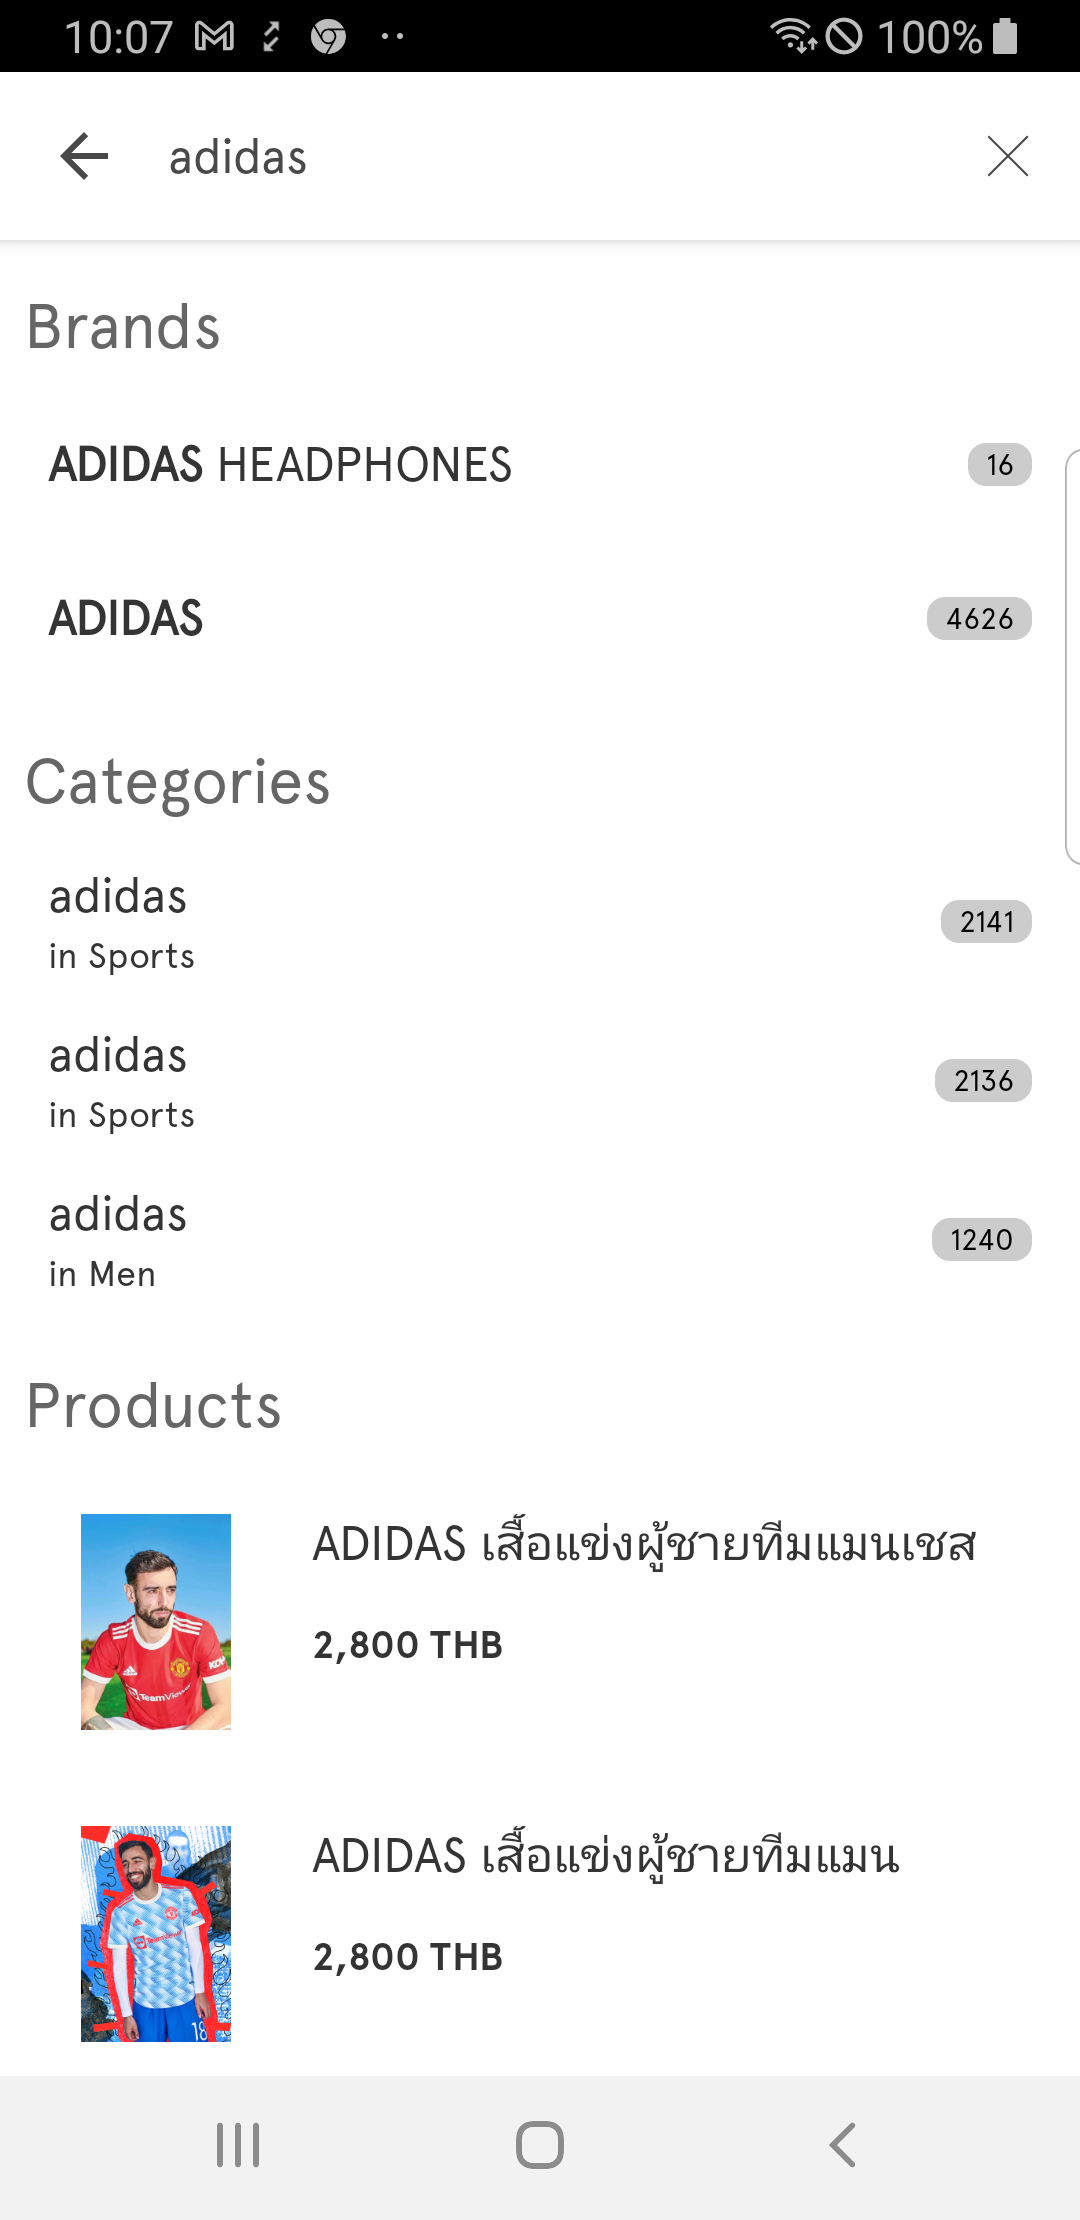 10:07
100%
adidas
Brands
ADIDAS HEADPHONES
16
ADIDAS
4626
Categories
adidas
2141
in Sports
adidas
2136
in Sports
adidas
1240
in Men
Products
ADIDAS เสื้อแข่งผู้ชายทีมแมนเชส
2,800 THB
TeamViewer
ADIDAS เสื้อแข่งผู้ชายทีมแมน
2,800 THB
18